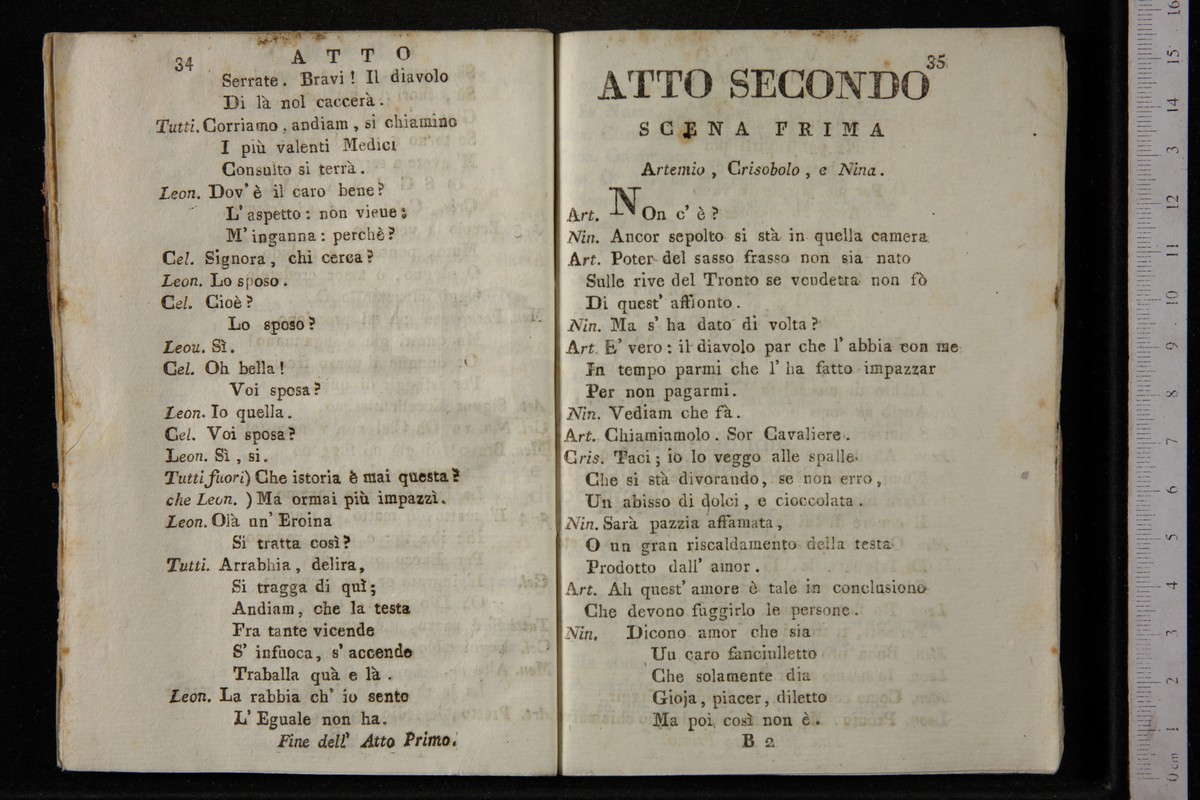 34
A T T O
Serrate. Bravi! Il diavolo
Di là nol caccerà.
Tutti. Corriamo, andiam, si chiamino
I più valenti Medici
Consulto si terrà.
Leon. Dov' è il caro bene?
L' aspetto: non viene;
M' inganna: perchè?
Cel. Signora, chi cerca?
Leon. Lo sposo.
Cel. Cioè?
Lo sposo?
Leou. Sì.
Cel. Oh bella!
Voi sposa?
Leon. Io quella.
Cel. Voi sposa?
Leon. Sì, si.
Tutti fuori) Che istoria è mai questa?
che Leon. ) Ma ormai più impazzì.
Leon. Olà un' Eroina
Si tratta così?
Tutti. Arrabhia, delira,
Si tragga di quì;
Andiam, che la testa
Fra tante vicende
S' infuoca, s' accende
Traballa quà e là.
Leon. La rabbia ch' io sento
L' Eguale non ha.
Fine dell' Atto Primo.
35
ATTO SECONDO
SCENA PRIMA
Artemio, Crisobolo, e Nina.
Art. NOn c' è?
Nin. Ancor sepolto si stà in quella camera
Art. Poter del sasso frasso non sia nato
Sulle rive del Tronto se vendetta non fò
Di quest' affronto.
Nin. Ma s' ha dato di volta?
Art. E' vero: il diavolo par che l' abbia con me
In tempo parmi che l' ha fatto impazzar
Per non pagarmi.
Nin. Vediam che fà.
Art. Chiamiamolo. Sor Cavaliere.
Cris. Taci; io lo veggo alle spalle
Che si stà divorando, se non erro,
Un abisso di dolci, e cioccolata.
Nin. Sarà pazzia affamata,
O un gran riscaldamento della testa
Prodotto dall' amor.
Art. Ah quest' amore è tale in conclusione
Che devono fuggirlo le persone.
Nin. Dicono amor che sia
Uu caro fanciulletto
Che solamente dia
Gioja, piacer, diletto
Ma poi così non è.
B 2